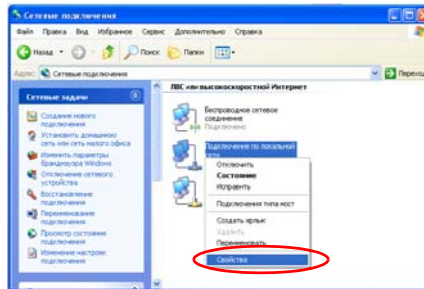 Сетевые подключения
Файл Правка Вид Избранное Сервис Дополнительно Справка
Назад Поиск Папки
Адрес: Сетевые подключения Переход
Сетевые задачи
Создание нового подключения
Установить домашнюю сеть или сеть малого офиса
Изменить параметры брандмауэра Windows
Отключение сетевого устройства
Восстановление подключения
Переименование подключения
Просмотр состояния подключения
Изменение настроек подключения
ЛВС или высокоскоростной Интернет
Беспроводное сетевое соединение
Подключено
Подключение по локальной сети
Отключить
Состояние
Исправить
Подключения типа мост
Создать ярлык
Удалить
Переименовать
Свойства